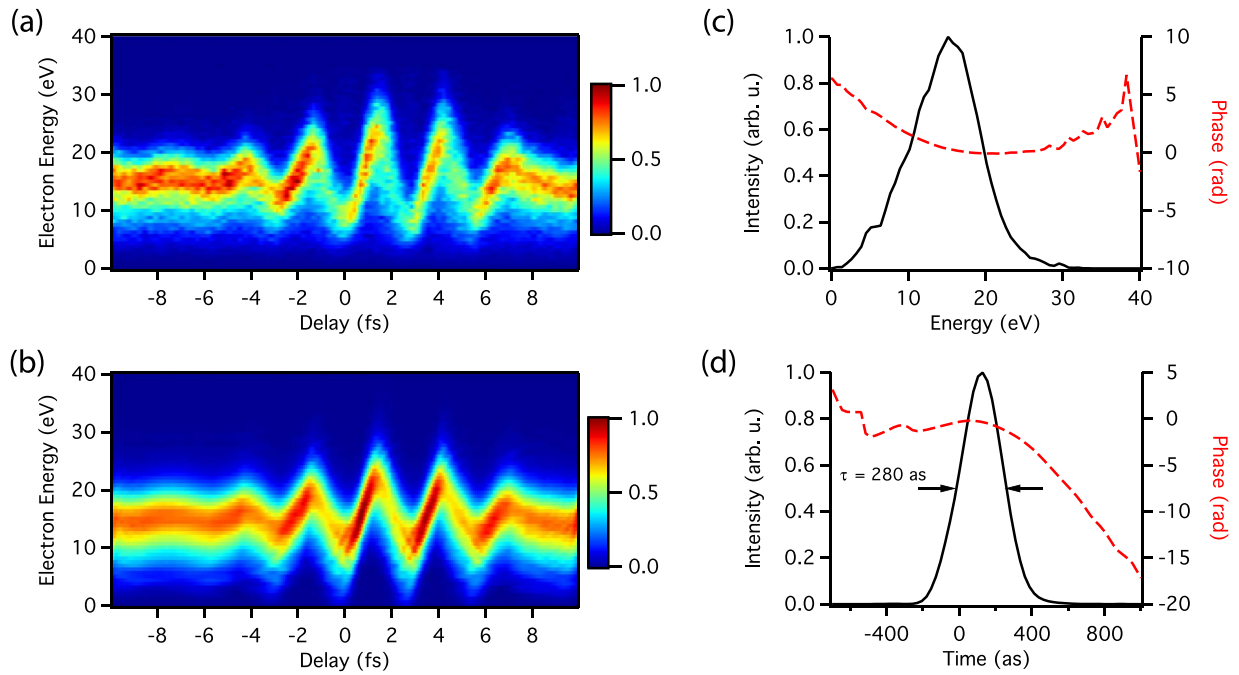 (a)
40
30
20
10
0
Electron Energy (eV)
-8 -6 -4 -2 0 2 4 6 8
Delay (fs)
1.0
0.5
0.0
(b)
40
30
20
10
0
Electron Energy (eV)
-8 -6 -4 -2 0 2 4 6 8
Delay (fs)
1.0
0.5
0.0
(c)
1.0
0.8
0.6
0.4
0.2
0.0
Intensity (arb. u.)
10
5
0
-5
-10
Phase (rad)
0 10 20 30 40
Energy (eV)
(d)
1.0
0.8
0.6
0.4
0.2
0.0
Intensity (arb. u.)
τ = 280 as
5
0
-5
-10
-15
-20
Phase (rad)
-400 0 400 800
Time (as)